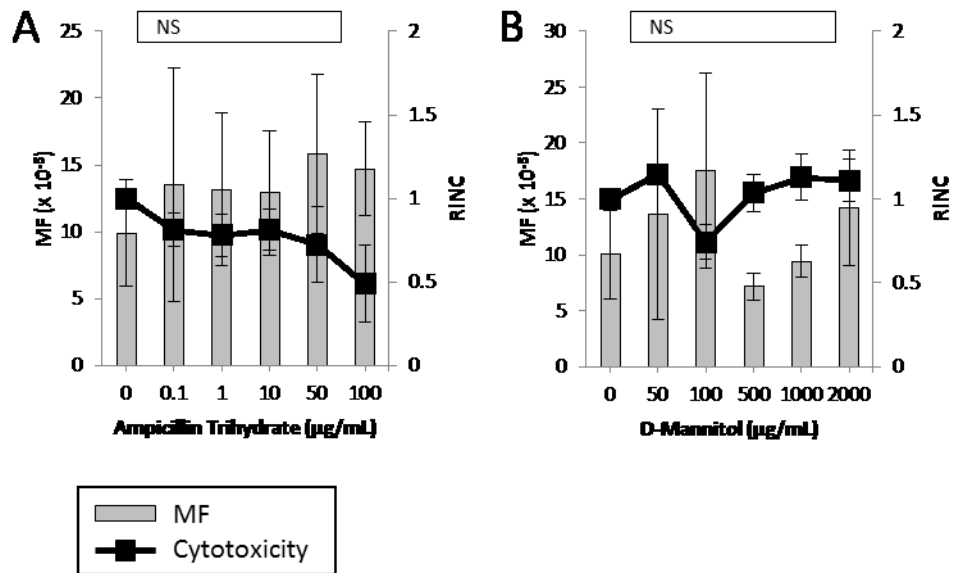 A
NS
25
20
15
10
5
0
MF (x 10⁻⁵)
2
1.5
1
0.5
0
RINC
0 0.1 1 10 50 100
Ampicillin Trihydrate (µg/mL)
B
NS
30
25
20
15
10
5
0
MF (x 10⁻⁵)
2
1.5
1
0.5
0
RINC
0 50 100 500 1000 2000
D-Mannitol (µg/mL)
MF
Cytotoxicity